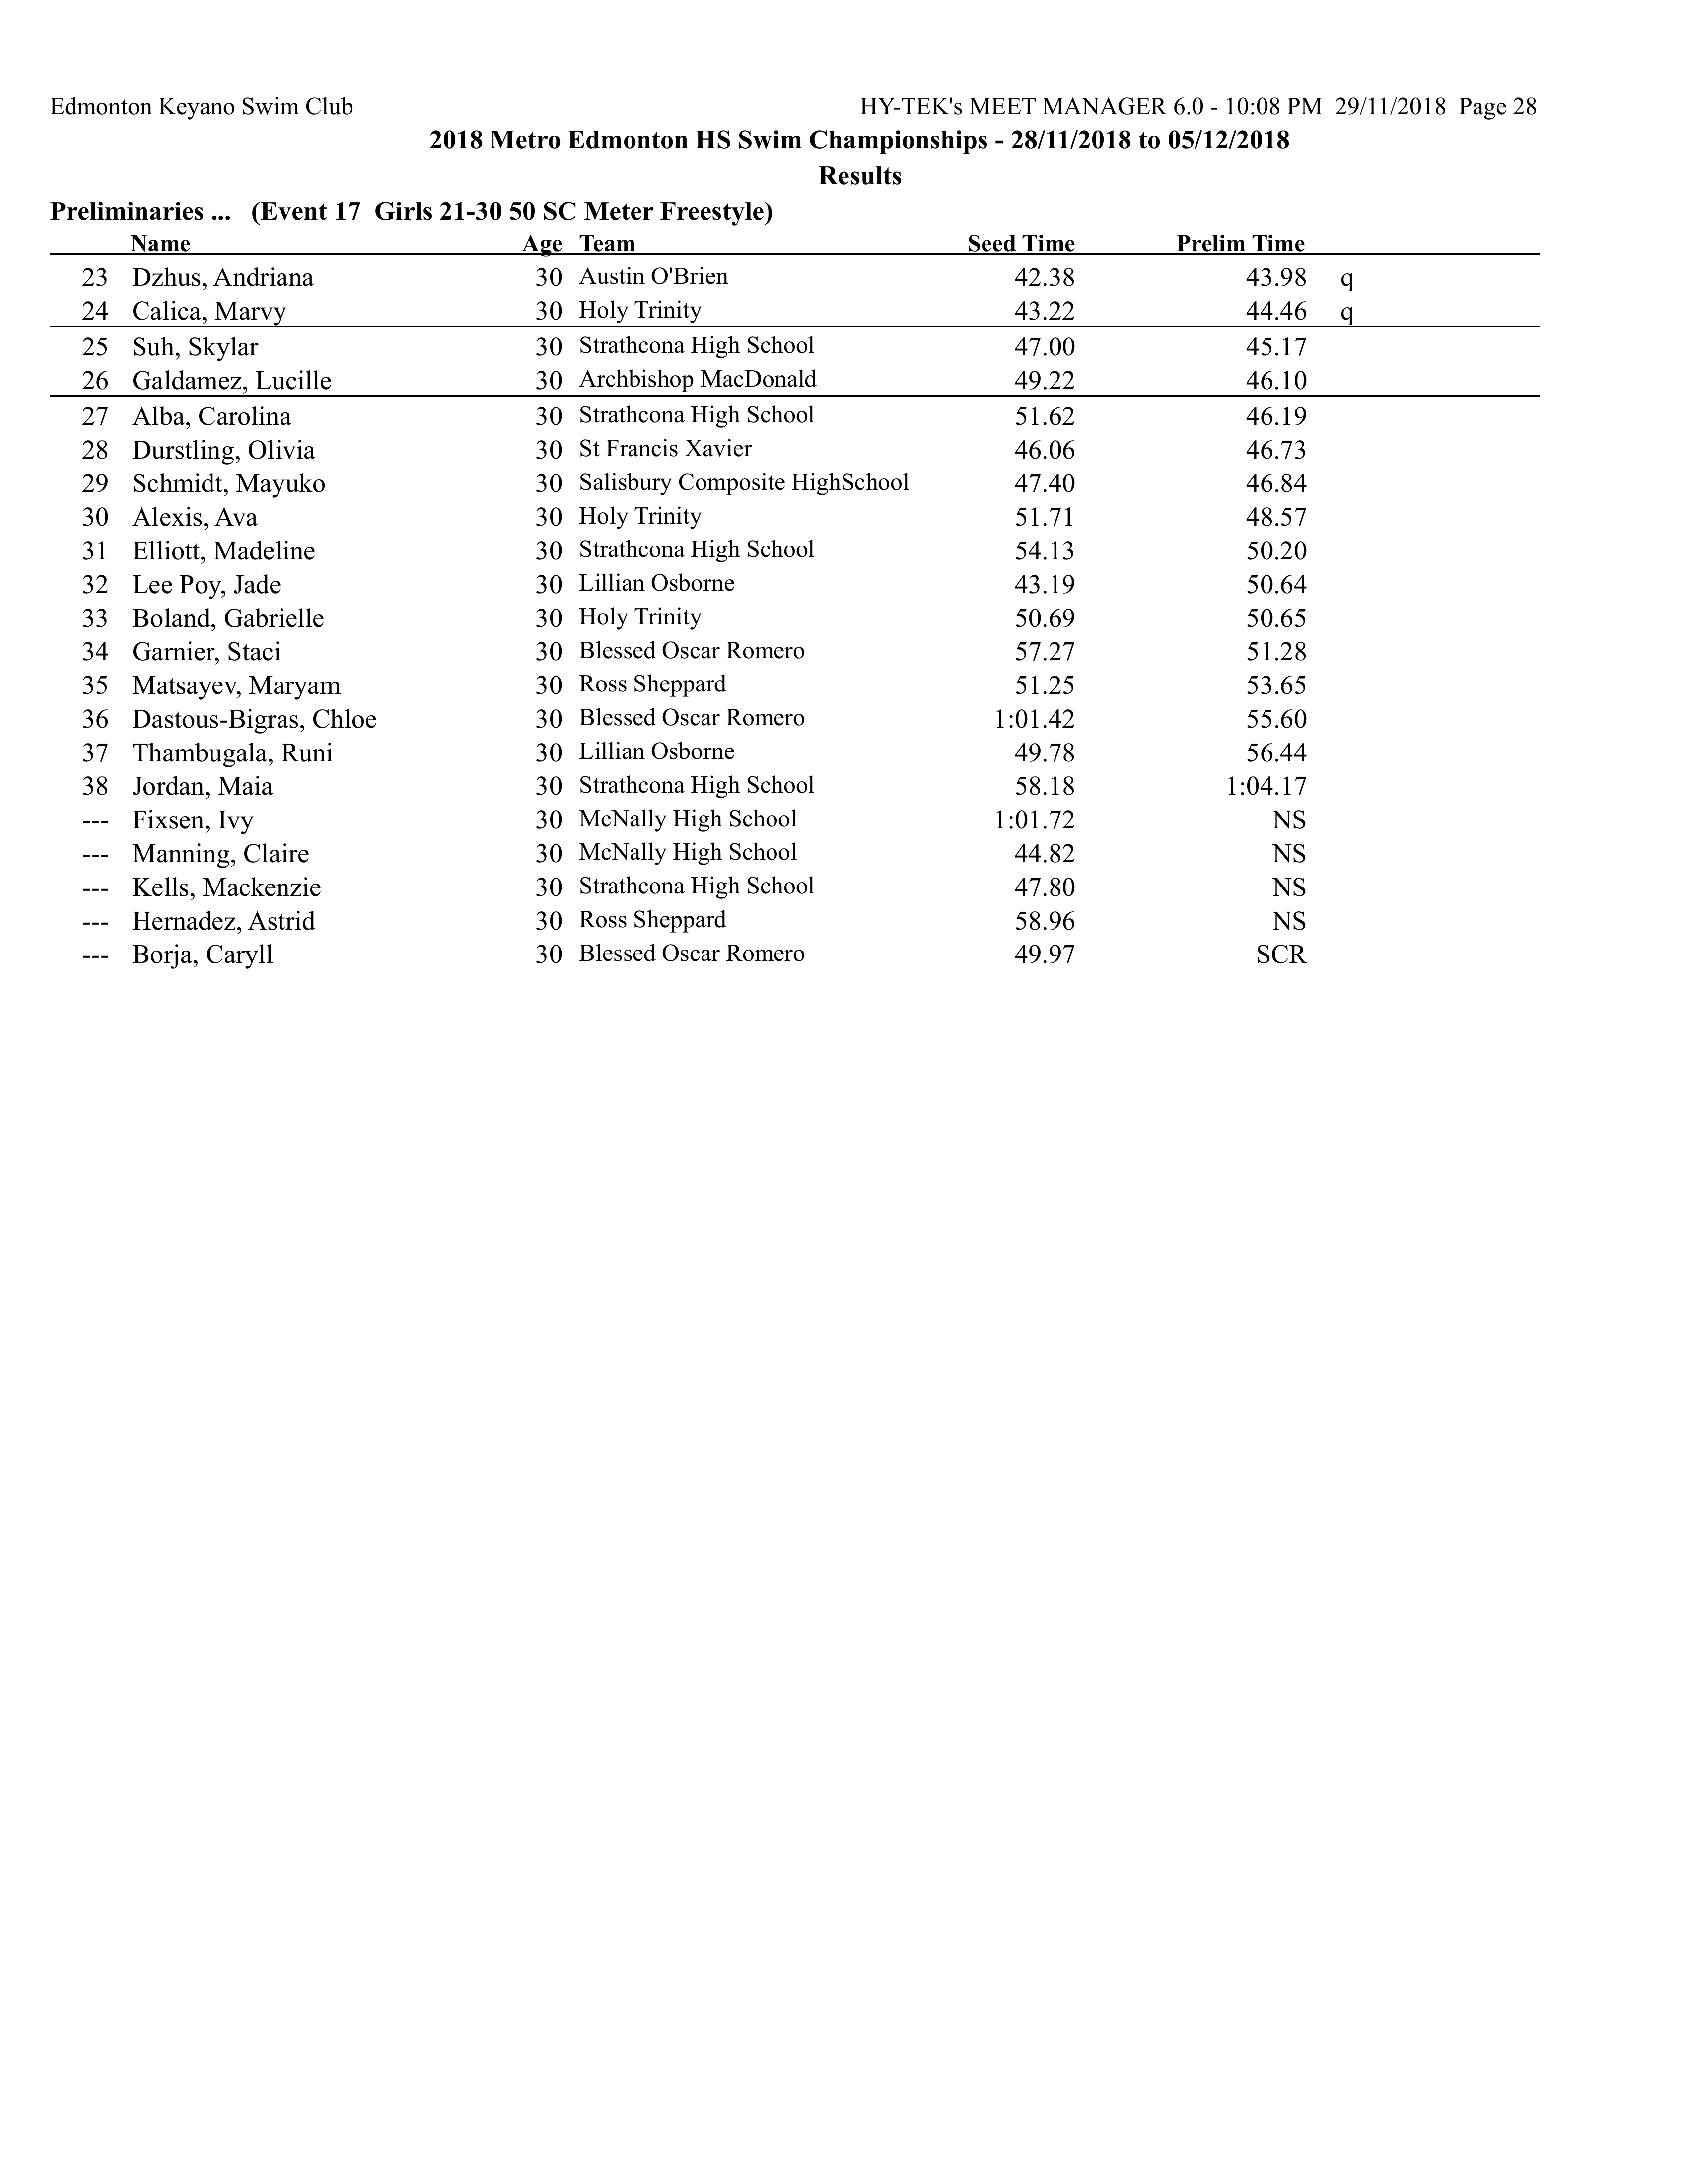 Edmonton Keyano Swim Club HY-TEK's MEET MANAGER 6.0 - 10:08 PM 29/11/2018 Page 28
2018 Metro Edmonton HS Swim Championships - 28/11/2018 to 05/12/2018
Results
Preliminaries ... (Event 17 Girls 21-30 50 SC Meter Freestyle)
Name Age Team Seed Time Prelim Time
23 Dzhus, Andriana 30 Austin O'Brien 42.38 43.98 q
24 Calica, Marvy 30 Holy Trinity 43.22 44.46 q
25 Suh, Skylar 30 Strathcona High School 47.00 45.17
26 Galdamez, Lucille 30 Archbishop MacDonald 49.22 46.10
27 Alba, Carolina 30 Strathcona High School 51.62 46.19
28 Durstling, Olivia 30 St Francis Xavier 46.06 46.73
29 Schmidt, Mayuko 30 Salisbury Composite HighSchool 47.40 46.84
30 Alexis, Ava 30 Holy Trinity 51.71 48.57
31 Elliott, Madeline 30 Strathcona High School 54.13 50.20
32 Lee Poy, Jade 30 Lillian Osborne 43.19 50.64
33 Boland, Gabrielle 30 Holy Trinity 50.69 50.65
34 Garnier, Staci 30 Blessed Oscar Romero 57.27 51.28
35 Matsayev, Maryam 30 Ross Sheppard 51.25 53.65
36 Dastous-Bigras, Chloe 30 Blessed Oscar Romero 1:01.42 55.60
37 Thambugala, Runi 30 Lillian Osborne 49.78 56.44
38 Jordan, Maia 30 Strathcona High School 58.18 1:04.17
--- Fixsen, Ivy 30 McNally High School 1:01.72 NS
--- Manning, Claire 30 McNally High School 44.82 NS
--- Kells, Mackenzie 30 Strathcona High School 47.80 NS
--- Hernadez, Astrid 30 Ross Sheppard 58.96 NS
--- Borja, Caryll 30 Blessed Oscar Romero 49.97 SCR